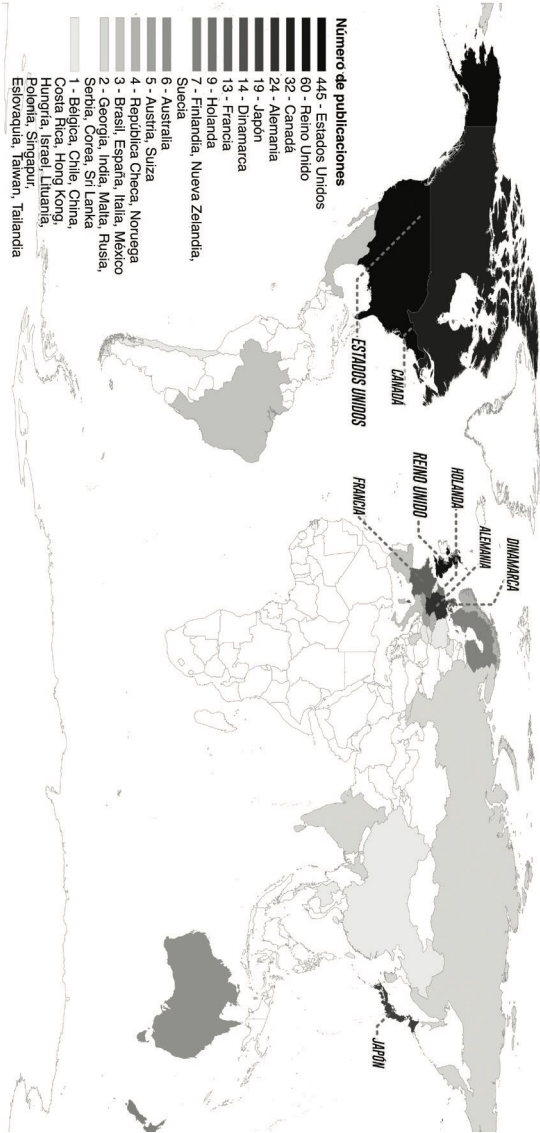 Número de publicaciones
445 - Estados Unidos
60 - Reino Unido
32 - Canadá
24 - Alemania
19 - Japón
14 - Dinamarca
13 - Francia
9 - Holanda
7 - Finlandia, Nueva Zelandia,
Suecia
6 - Australia
5 - Austria, Suiza
4 - República Checa, Noruega
3 - Brasil, España, Italia, México
2 - Georgia, India, Malta, Rusia,
Serbia, Corea, Sri Lanka
1 - Bélgica, Chile, China,
Costa Rica, Hong Kong,
Hungría, Israel, Lituania,
Polonia, Singapur,
Eslovaquia, Taiwan, Tailandia
CANADÁ
ESTADOS UNIDOS
DINAMARCA
ALEMANIA
HOLANDA
REINO UNIDO
FRANCIA
JAPÓN